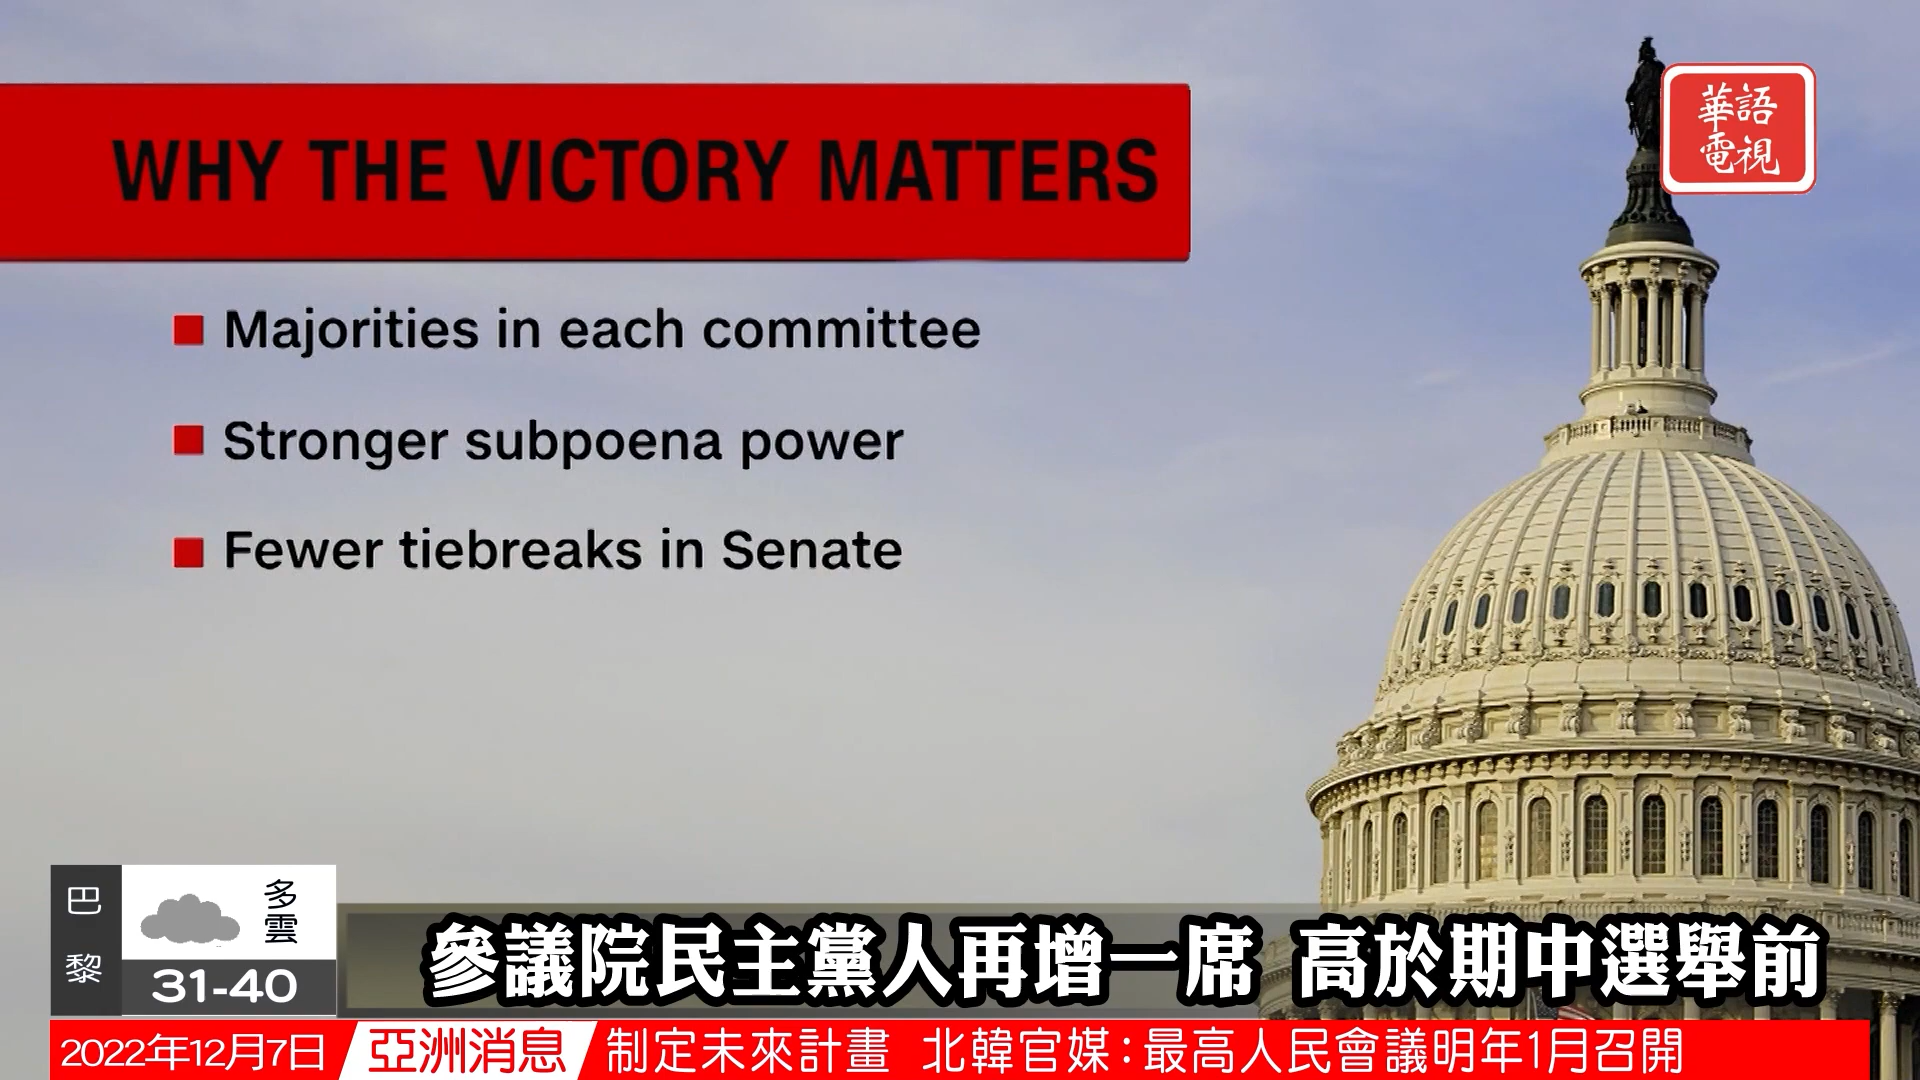 WHY THE VICTORY MATTERS
華語
電視
Majorities in each committee
Stronger subpoena power
Fewer tiebreaks in Senate
巴黎
多雲
31-40
參議院民主黨人再增一席 高於期中選舉前
2022年12月7日
亞洲消息
制定未來計畫 北韓官媒:最高人民會議明年1月召開